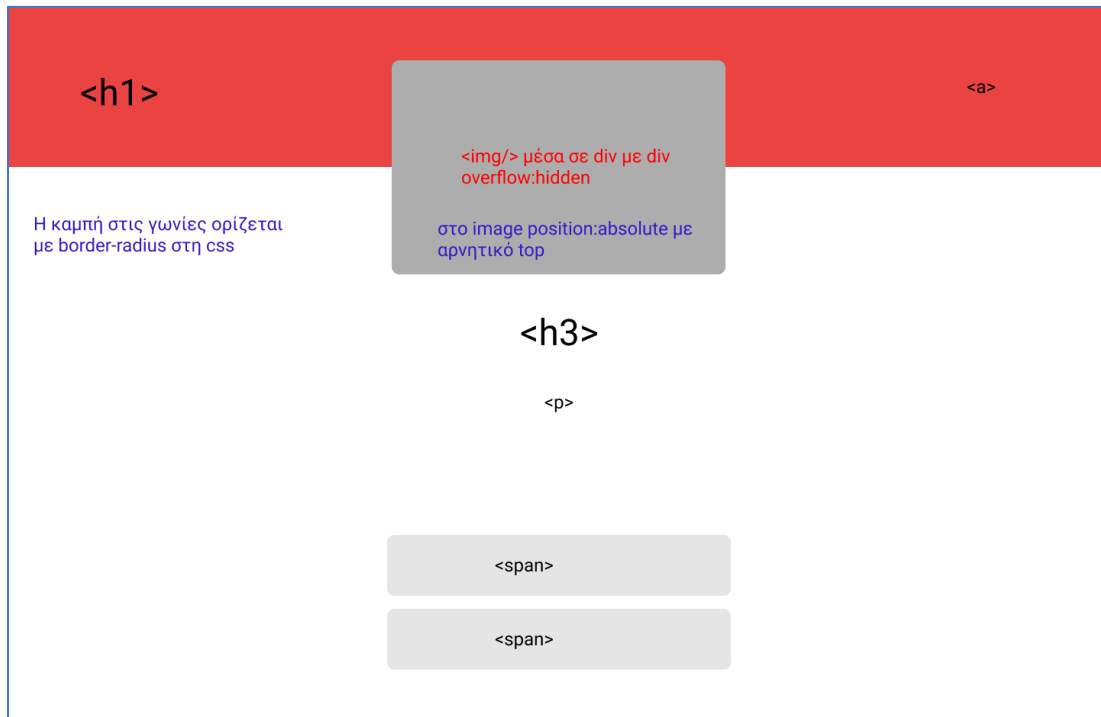 <h1>
<a>
<img/> μέσα σε div με div
overflow:hidden
στο image position:absolute με
αρνητικό top
Η καμπή στις γωνίες ορίζεται
με border-radius στη css
<h3>
<p>
<span>
<span>